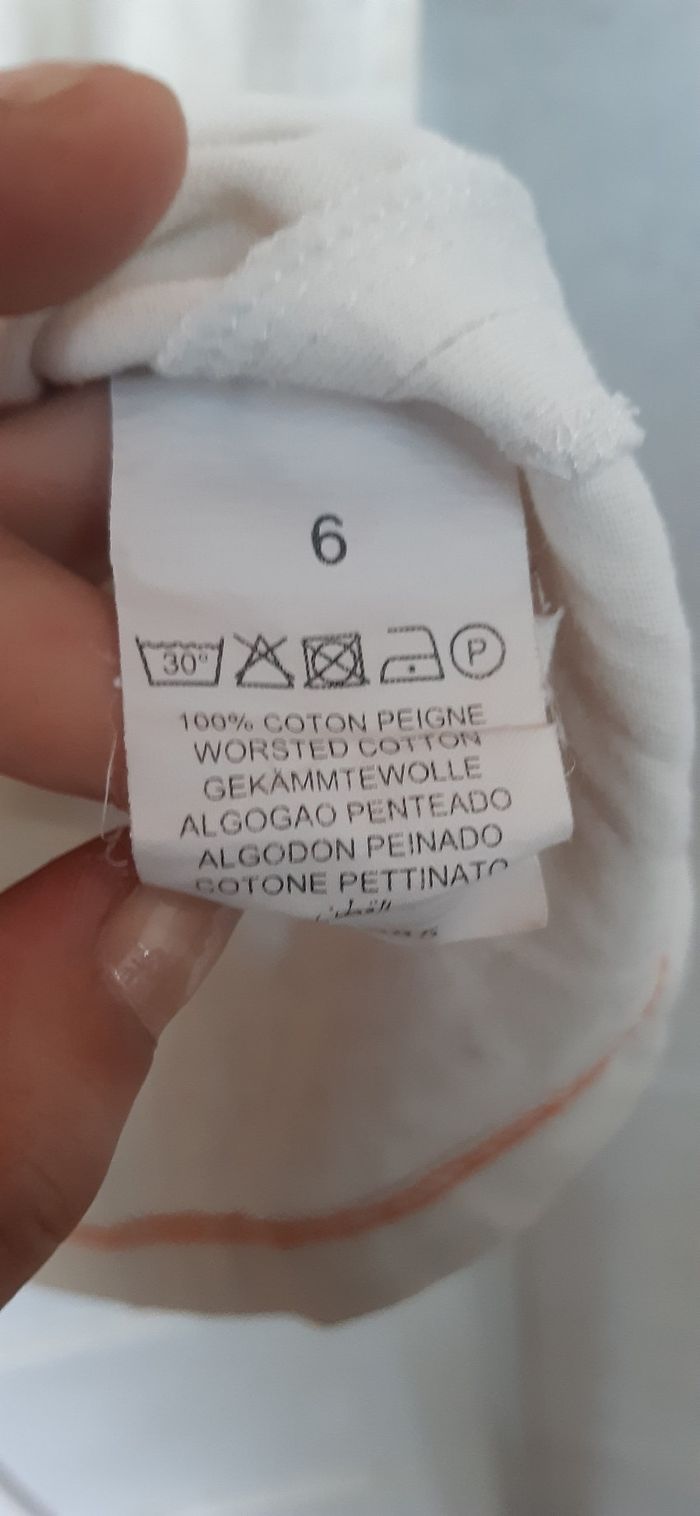 6
30°
P
100% COTON PEIGNE
WORSTED COTTON
GEKÄMMTEWOLLE
ALGOGAO PENTEADO
ALGODON PEINADO
COTONE PETTINATO